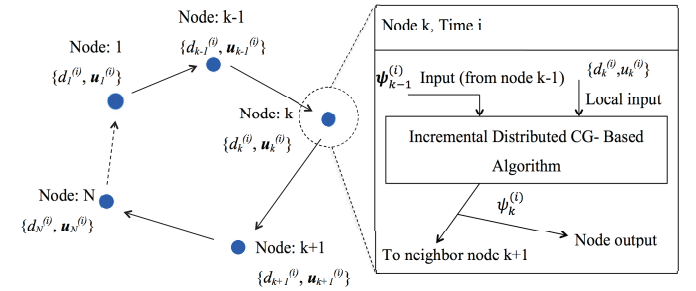 Node: k-1
{d_{k-1}^{(i)}, u_{k-1}^{(i)}}
Node: 1
{d_1^{(i)}, u_1^{(i)}}
Node: k
{d_k^{(i)}, u_k^{(i)}}
Node: N
{d_N^{(i)}. u_N^{(i)}}
Node: k+1
{d_{k+1}^{(i)}, u_{k+1}^{(i)}}
Node k, Time i
ψ_{k-1}^{(i)} Input (from node k-1)
{d_k^{(i)},u_k^{(i)}}
Local input
Incremental Distributed CG- Based
Algorithm
ψ_k^{(i)}
Node output
To neighbor node k+1